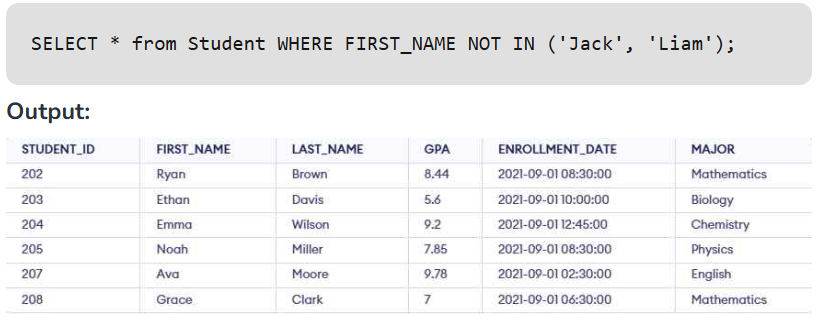 SELECT * from Student WHERE FIRST_NAME NOT IN ('Jack', 'Liam');
Output:
STUDENT_ID FIRST_NAME LAST_NAME GPA ENROLLMENT_DATE MAJOR
202 Ryan Brown 8.44 2021-09-01 08:30:00 Mathematics
203 Ethan Davis 5.6 2021-09-01 10:00:00 Biology
204 Emma Wilson 9.2 2021-09-01 12:45:00 Chemistry
205 Noah Miller 7.85 2021-09-01 08:30:00 Physics
207 Ava Moore 9.78 2021-09-01 02:30:00 English
208 Grace Clark 7 2021-09-01 06:30:00 Mathematics